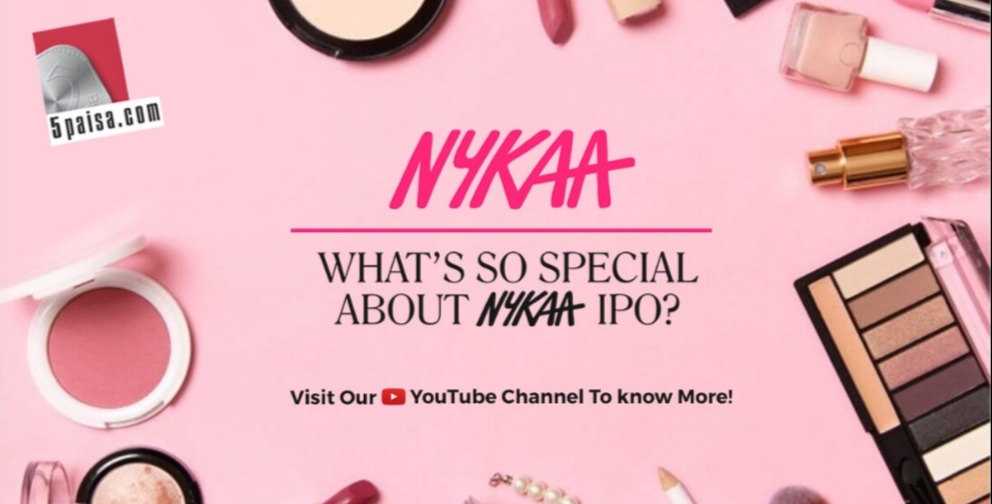 5paisa.com
NYKAA
WHAT'S SO SPECIAL
ABOUT NYKAA IPO?
Visit Our YouTube Channel To know More!